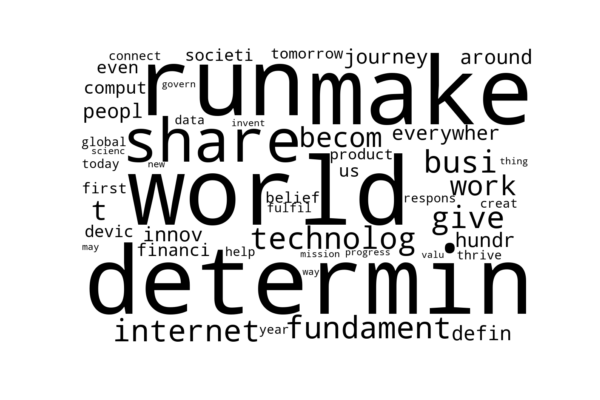 connect societi tomorrow journey around
even run make
comput govern
peopl data invent
share becom everywher
global scienc product
today new us busi thing
first world belief respons work
t fulfil give creat
devic innov technolog hundr
may financi help mission progress valu thrive
determin way
internet year fundament defin